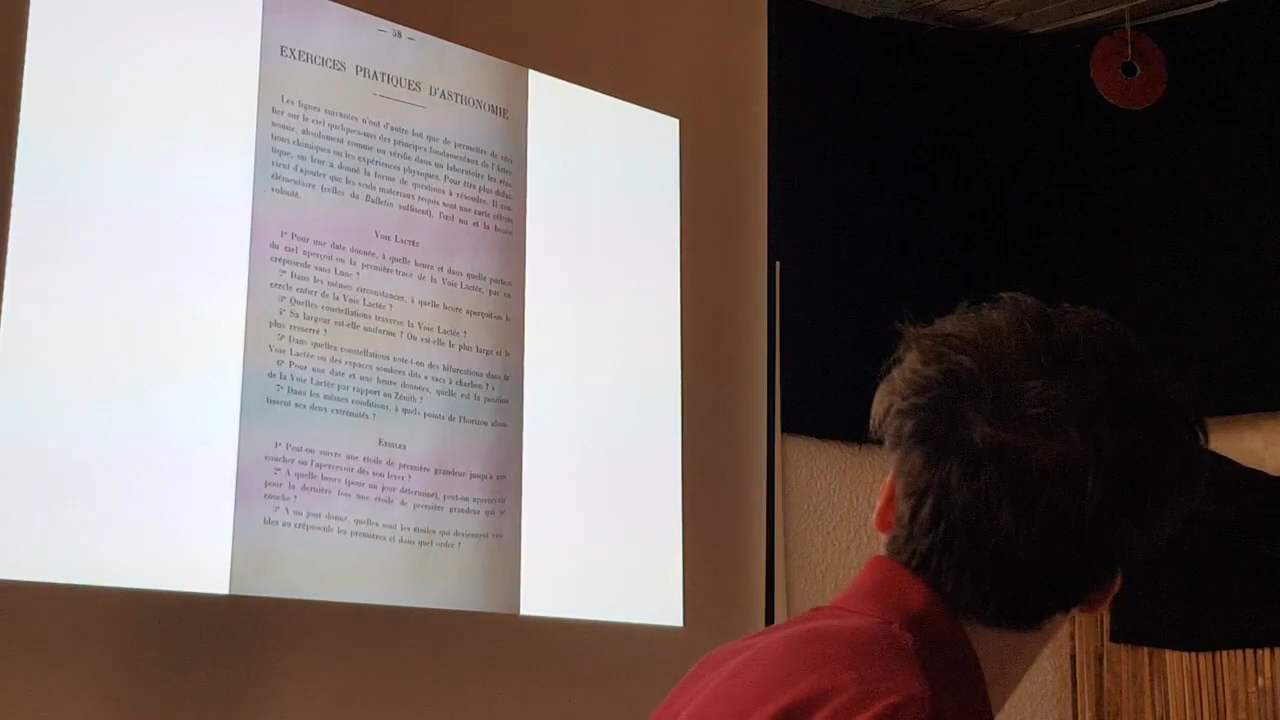 — 58 —
EXERCICES PRATIQUES D'ASTRONOMIE
Les lignes suivantes n'ont d'autre but que de permettre de véri-
fier sur le ciel quelques-uns des principes fondamentaux de l'Astro-
nomie, absolument comme on vérifie dans un laboratoire les réac-
tions chimiques ou les expériences physiques. Pour être plus didac-
tique, on leur a donné la forme de questions à résoudre. Il con-
vient d'ajouter que les seuls matériaux requis sont une carte céleste
élémentaire (celles du Bulletin suffisent), l'œil nu et la bonne
volonté.
VOIE LACTÉE
1° Pour une date donnée, à quelle heure et dans quelle partie
du ciel aperçoit-on la première trace de la Voie Lactée, par un
crépuscule sans Lune ?
2° Dans les mêmes circonstances, à quelle heure aperçoit-on le
cercle entier de la Voie Lactée ?
3° Quelles constellations traverse la Voie Lactée ?
4° Sa largeur est-elle uniforme ? Où est-elle le plus large et le
plus resserré ?
5° Dans quelles constellations note-t-on des bifurcations dans la
Voie Lactée ou des espaces sombres dits « sacs à charbon ? »
6° Pour une date et une heure données, quelle est la position
de la Voie Lactée par rapport au Zénith ?
7° Dans les mêmes conditions, à quels points de l'horizon abou-
tissent ses deux extrémités ?
ETOILES
1° Peut-on suivre une étoile de première grandeur jusqu'à son
coucher ou l'apercevoir dès son lever ?
2° A quelle heure (pour un jour déterminé), peut-on apercevoir
pour la dernière fois une étoile de première grandeur qui se
couche ?
3° A un jour donné, quelles sont les étoiles qui deviennent visi-
bles au crépuscule les premières et dans quel ordre ?